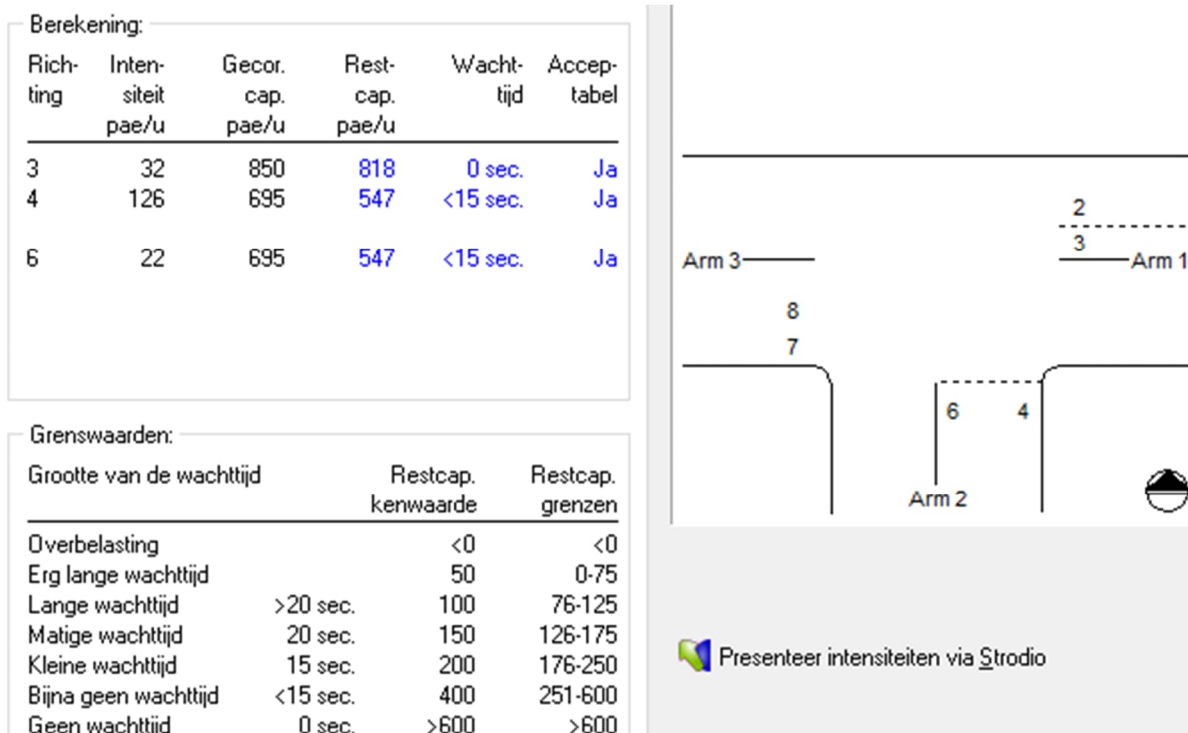 Berekening:
Rich- Inten- Gecor. Rest- Wacht- Accep-
ting siteit cap. cap. tijd tabel
pae/u pae/u pae/u
3 32 850 818 0 sec. Ja
4 126 695 547 <15 sec. Ja
6 22 695 547 <15 sec. Ja
Grenswaarden:
Grootte van de wachttijd Restcap. Restcap.
kenwaarde grenzen
Overbelasting <0 <0
Erg lange wachttijd 50 0-75
Lange wachttijd >20 sec. 100 76-125
Matige wachttijd 20 sec. 150 126-175
Kleine wachttijd 15 sec. 200 176-250
Bijna geen wachttijd <15 sec. 400 251-600
Geen wachttijd 0 sec. >600 >600
2
3
Arm 3 Arm 1
8
7
6 4
Arm 2
Presenteer intensiteiten via Strodio